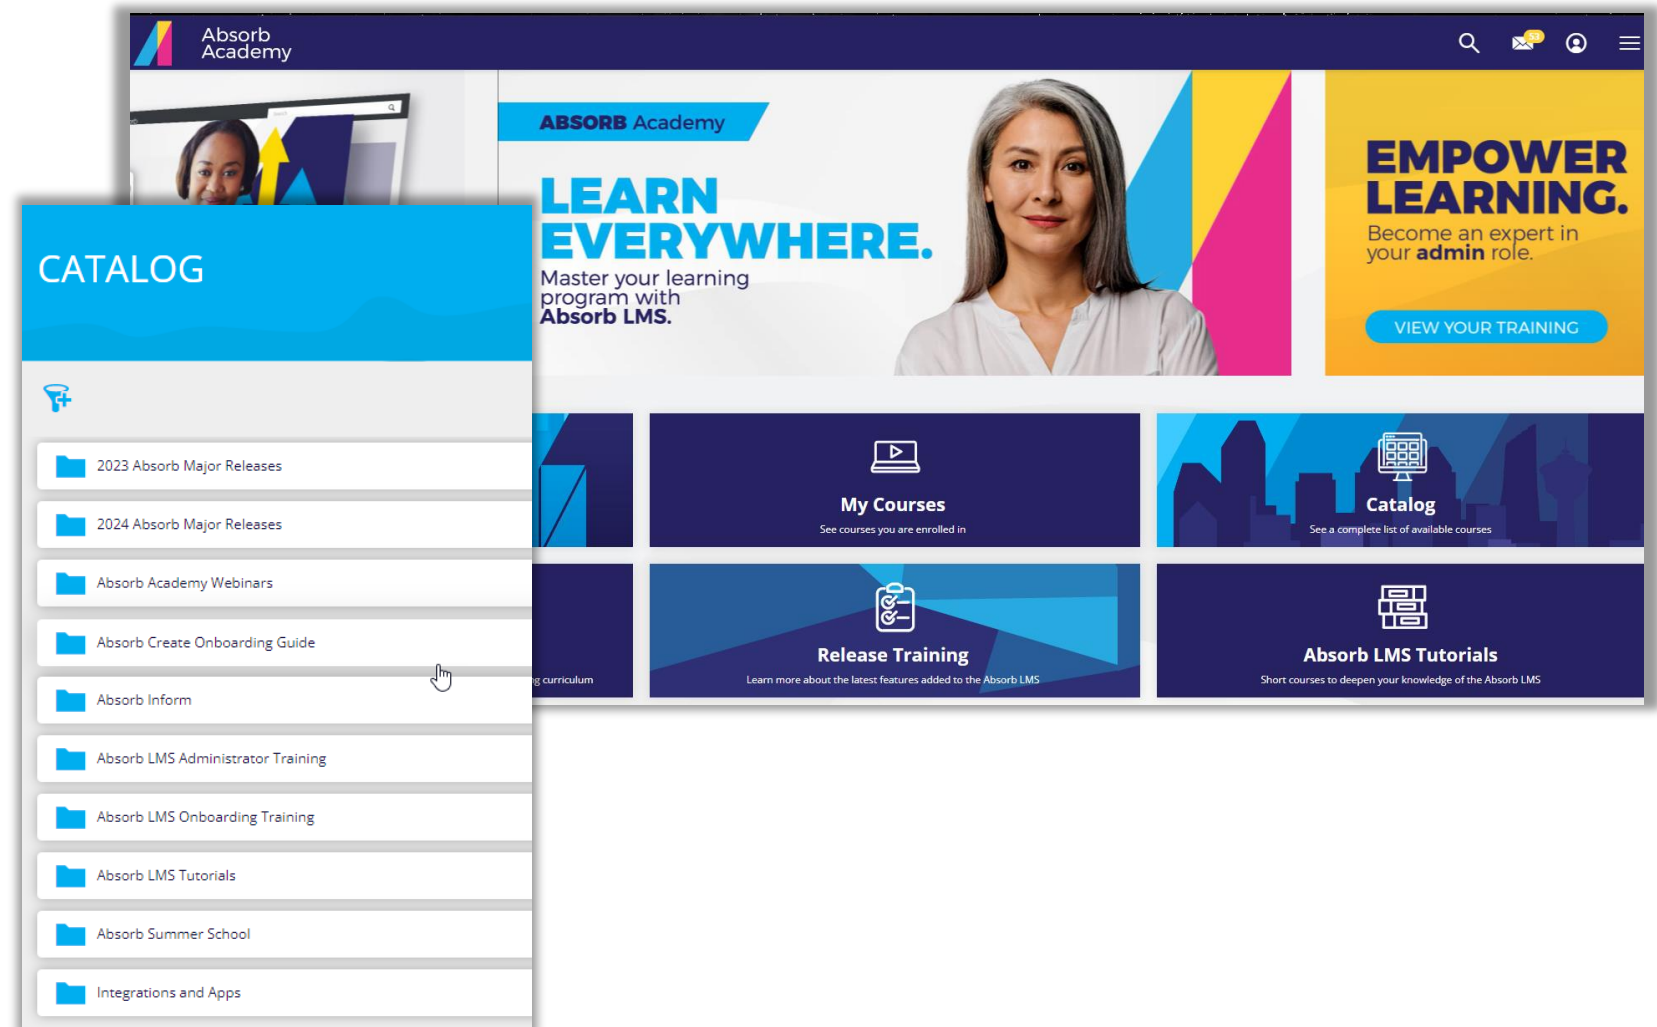 Absorb
Academy
53
ABSORB Academy
LEARN
EVERYWHERE.
Master your learning
program with
Absorb LMS.
EMPOWER
LEARNING.
Become an expert in
your admin role.
VIEW YOUR TRAINING
My Courses
See courses you are enrolled in
Catalog
See a complete list of available courses
curriculum
Release Training
Learn more about the latest features added to the Absorb LMS
Absorb LMS Tutorials
Short courses to deepen your knowledge of the Absorb LMS
CATALOG
2023 Absorb Major Releases
2024 Absorb Major Releases
Absorb Academy Webinars
Absorb Create Onboarding Guide
Absorb Inform
Absorb LMS Administrator Training
Absorb LMS Onboarding Training
Absorb LMS Tutorials
Absorb Summer School
Integrations and Apps